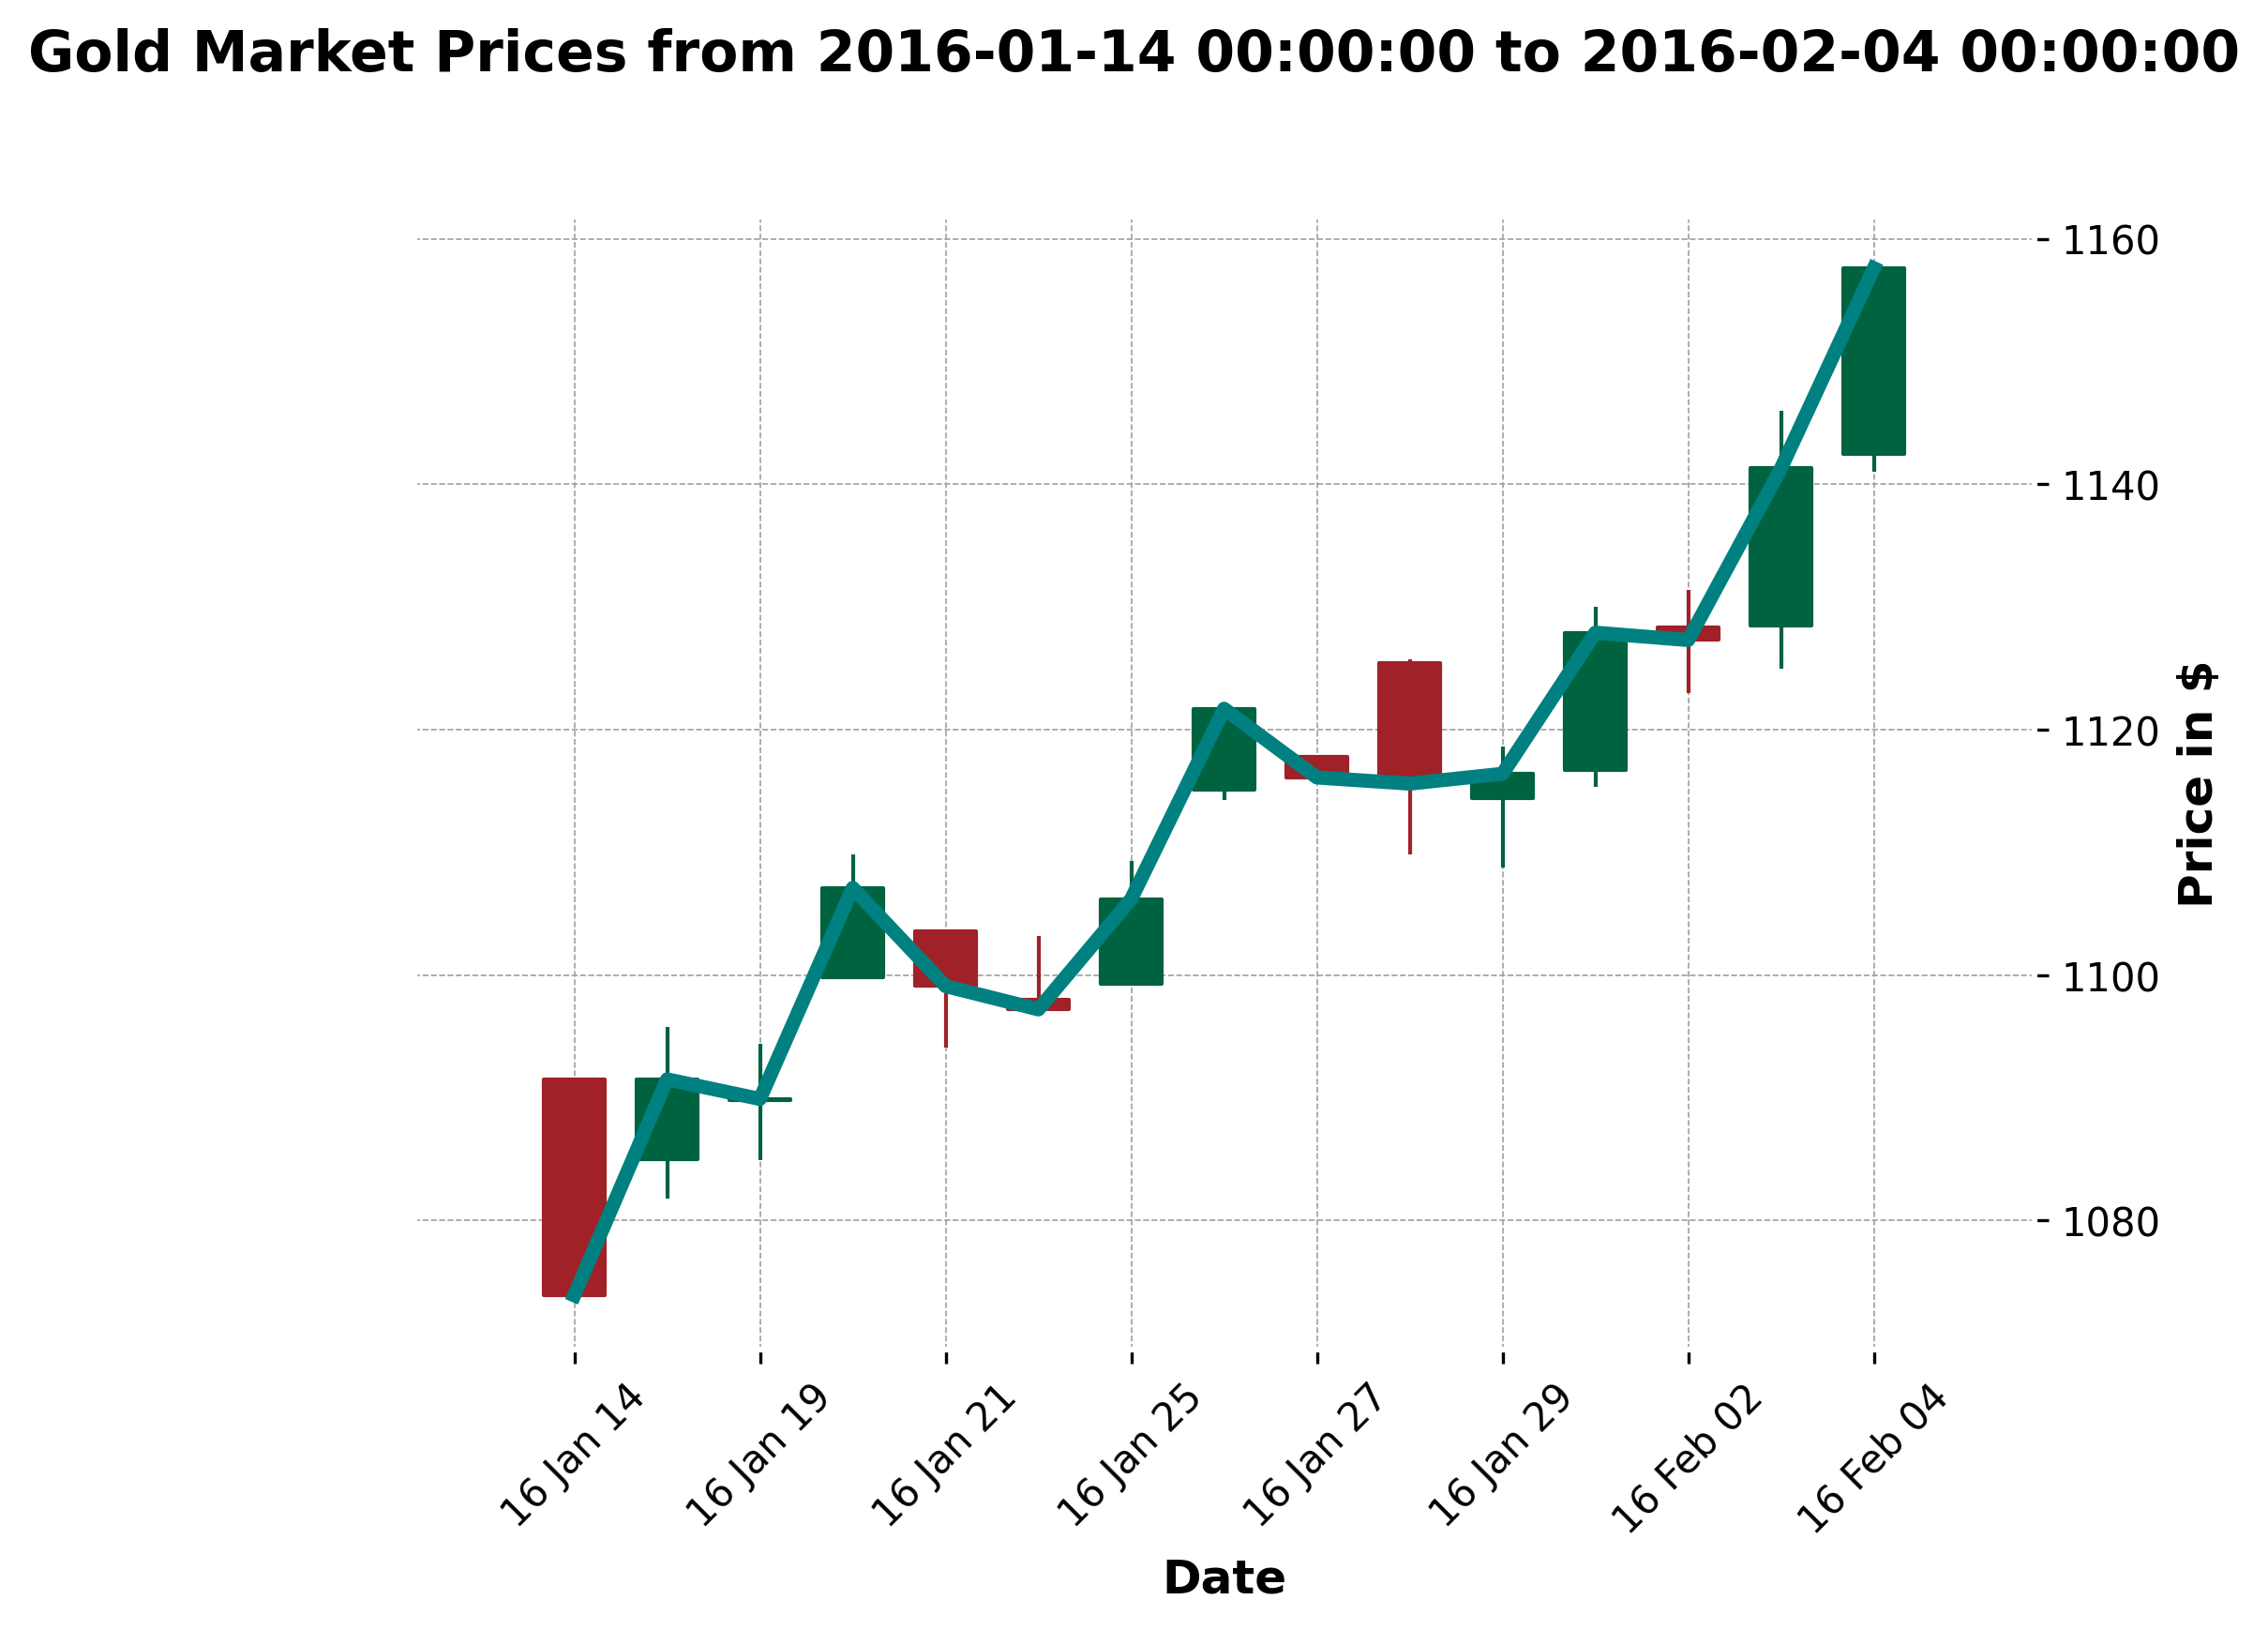 Gold Market Prices from 2016-01-14 00:00:00 to 2016-02-04 00:00:00
1160
1140
1120
1100
1080
Price in $
16 Jan 14
16 Jan 19
16 Jan 21
16 Jan 25
16 Jan 27
16 Jan 29
16 Feb 02
16 Feb 04
Date